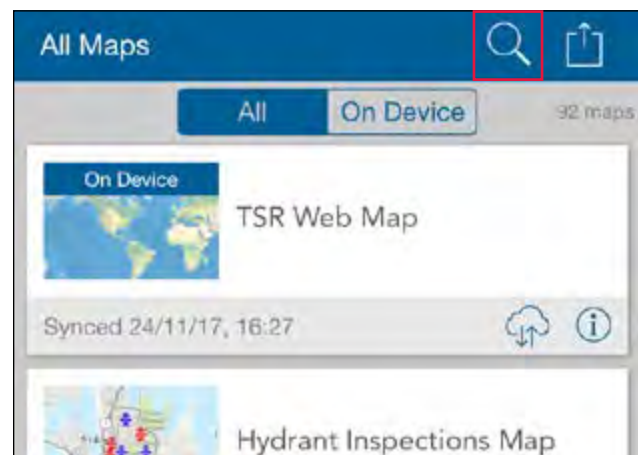 All Maps
All On Device 92 maps
On Device
TSR Web Map
Synced 24/11/17, 16:27
Hydrant Inspections Map